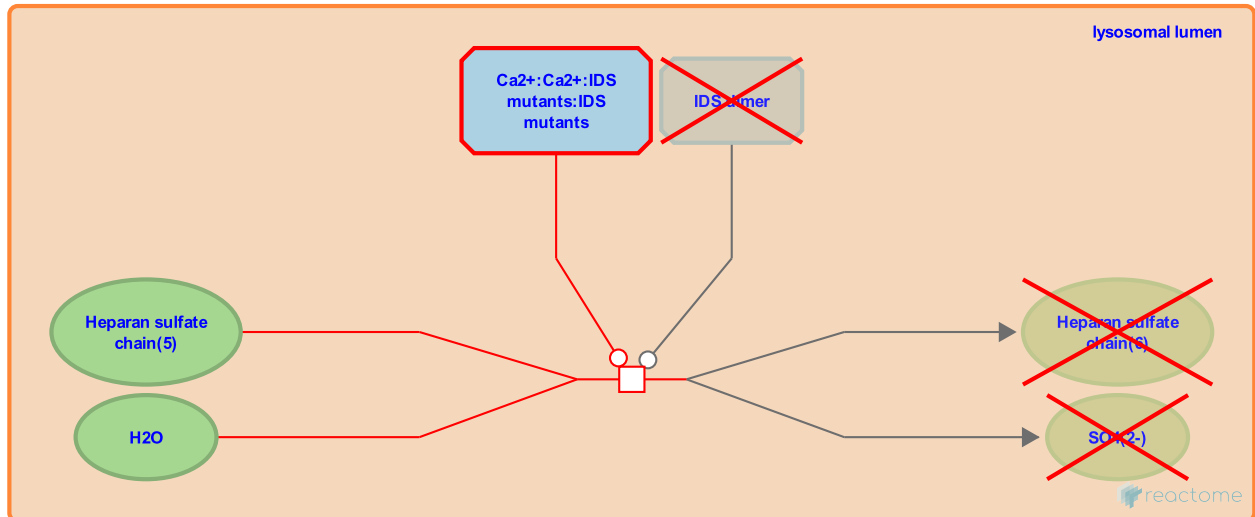 lysosomal lumen
Ca2+:Ca2+:IDS
mutants:IDS
mutants
IDS dimer
Heparan sulfate
chain(5)
Heparan sulfate
chain(6)
H2O
SO4(2-)
reactome